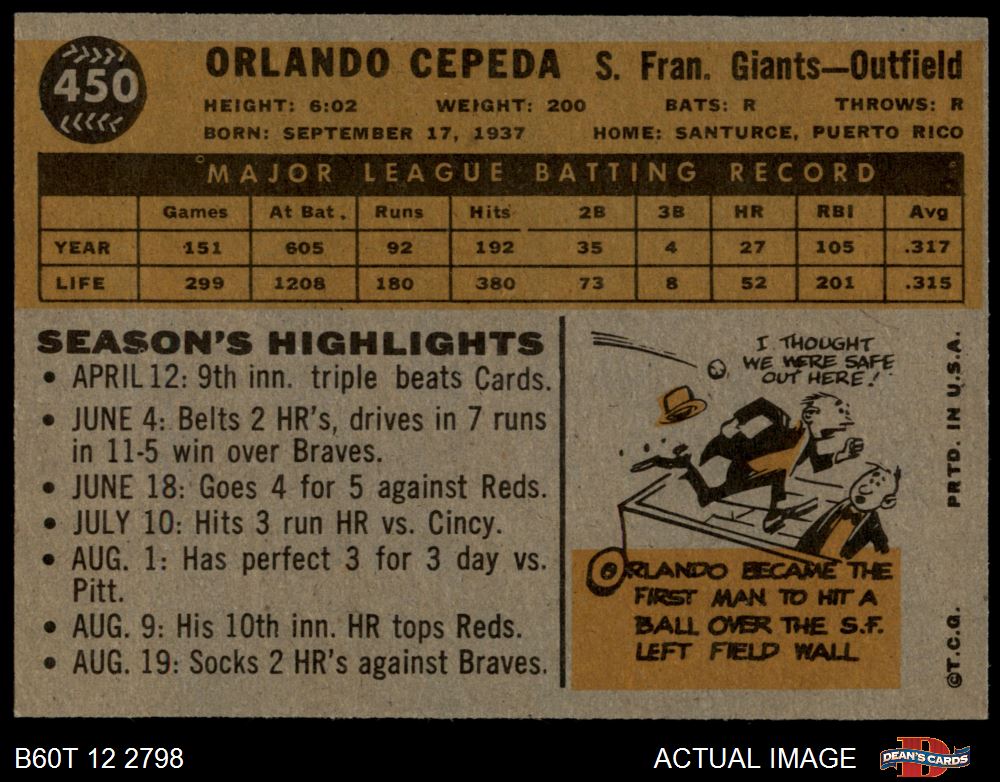 450
ORLANDO CEPEDA S. Fran. Giants—Outfield
HEIGHT: 6:02 WEIGHT: 200 BATS: R THROWS: R
BORN: SEPTEMBER 17, 1937 HOME: SANTURCE, PUERTO RICO
MAJOR LEAGUE BATTING RECORD
Games At Bat. Runs Hits 2B 3B HR RBI Avg
YEAR 151 605 92 192 35 4 27 105 .317
LIFE 299 1208 180 380 73 8 52 201 .315
SEASON'S HIGHLIGHTS
• APRIL 12: 9th inn. triple beats Cards.
• JUNE 4: Belts 2 HR's, drives in 7 runs
in 11-5 win over Braves.
• JUNE 18: Goes 4 for 5 against Reds.
• JULY 10: Hits 3 run HR vs. Cincy.
• AUG. 1: Has perfect 3 for 3 day vs.
Pitt.
• AUG. 9: His 10th inn. HR tops Reds.
• AUG. 19: Socks 2 HR's against Braves.
I THOUGHT
WE WERE SAFE
OUT HERE!
ORLANDO BECAME THE
FIRST MAN TO HIT A
BALL OVER THE S.F.
LEFT FIELD WALL
©T.C.G. PRTD. IN U.S.A.
B60T 12 2798 ACTUAL IMAGE
DEAN'S CARDS